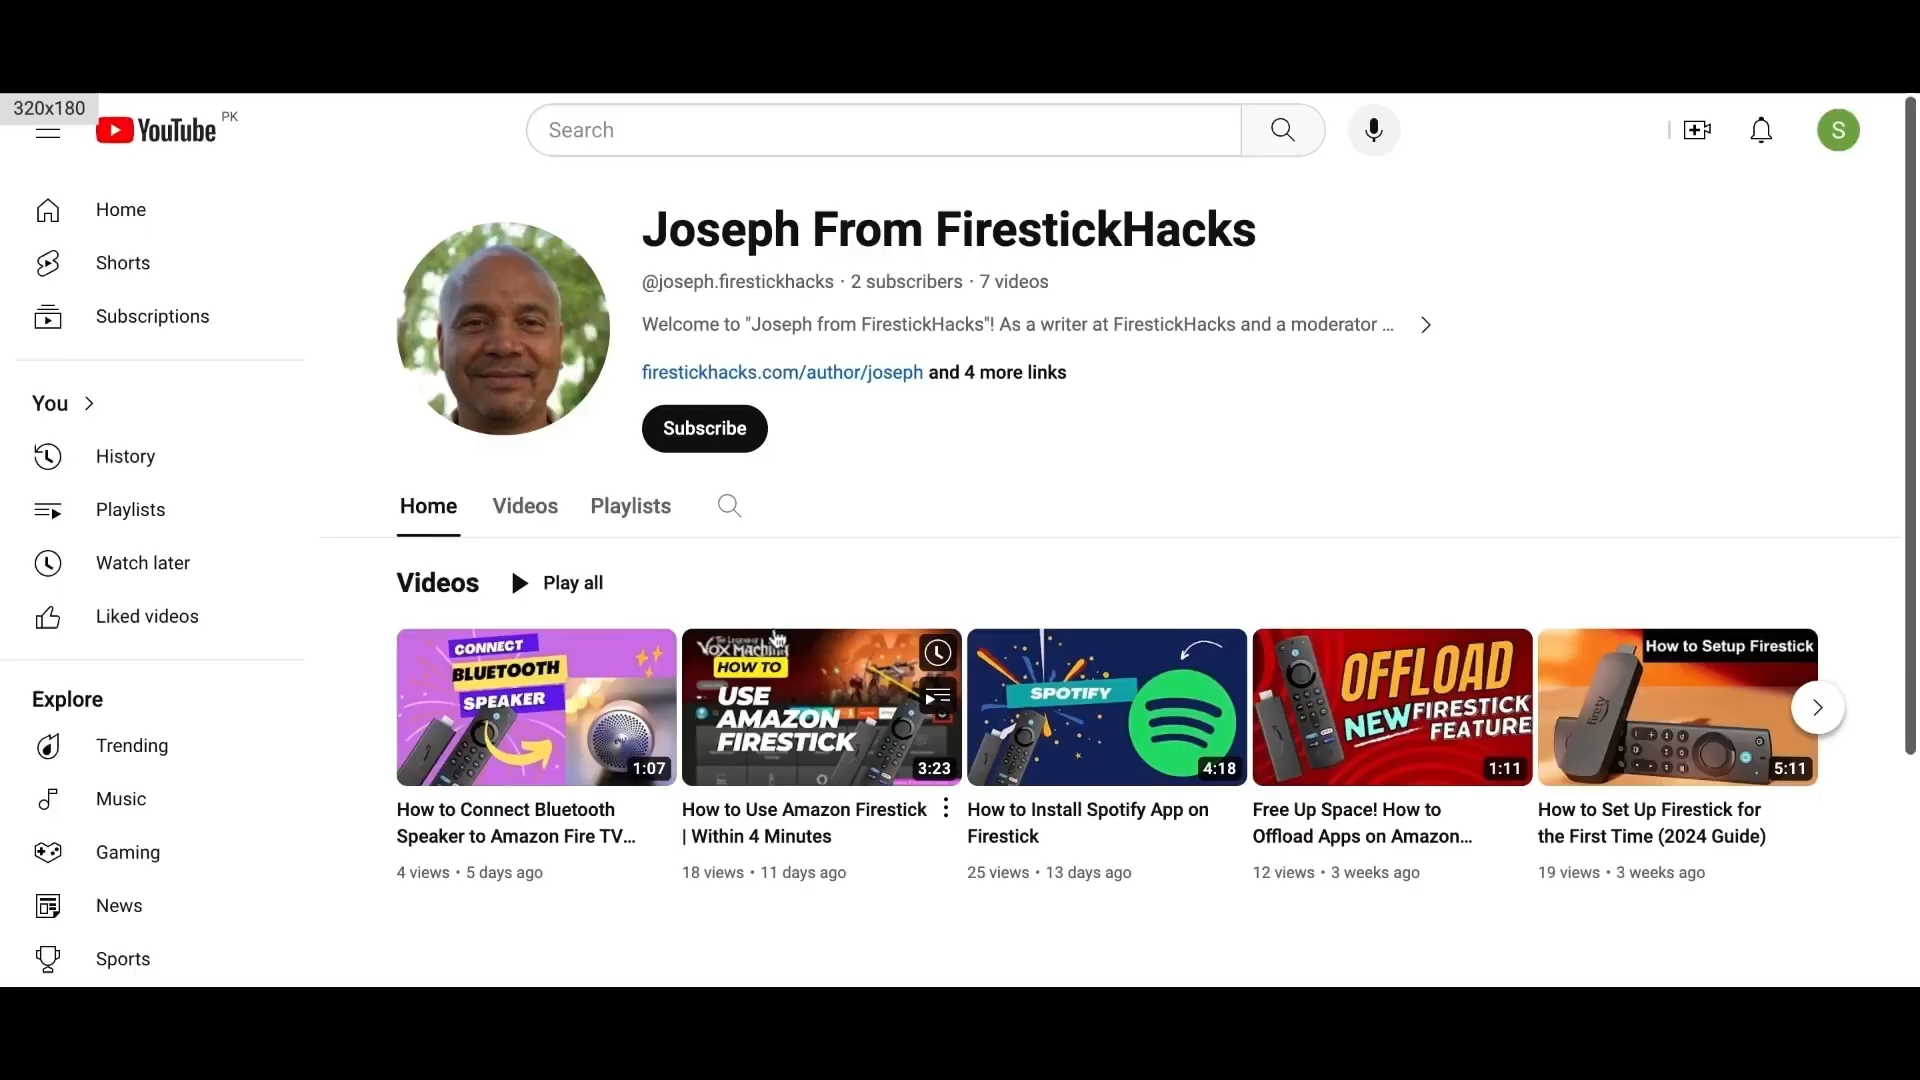 320x180
YouTube PK
Search
S
Home
Shorts
Subscriptions
You
History
Playlists
Watch later
Liked videos
Explore
Trending
Music
Gaming
News
Sports
Joseph From FirestickHacks
@joseph.firestickhacks · 2 subscribers · 7 videos
Welcome to "Joseph from FirestickHacks"! As a writer at FirestickHacks and a moderator ...
firestickhacks.com/author/joseph and 4 more links
Subscribe
Home Videos Playlists
Videos Play all
CONNECT
BLUETOOTH
SPEAKER
1:07
How to Connect Bluetooth
Speaker to Amazon Fire TV...
4 views • 5 days ago
VOX MACHINA
HOW TO
USE
AMAZON
FIRESTICK
3:23
How to Use Amazon Firestick
| Within 4 Minutes
18 views • 11 days ago
SPOTIFY
4:18
How to Install Spotify App on
Firestick
25 views • 13 days ago
OFFLOAD
NEW FIRESTICK
FEATURE
1:11
Free Up Space! How to
Offload Apps on Amazon...
12 views • 3 weeks ago
How to Setup Firestick
firetv
5:11
How to Set Up Firestick for
the First Time (2024 Guide)
19 views • 3 weeks ago